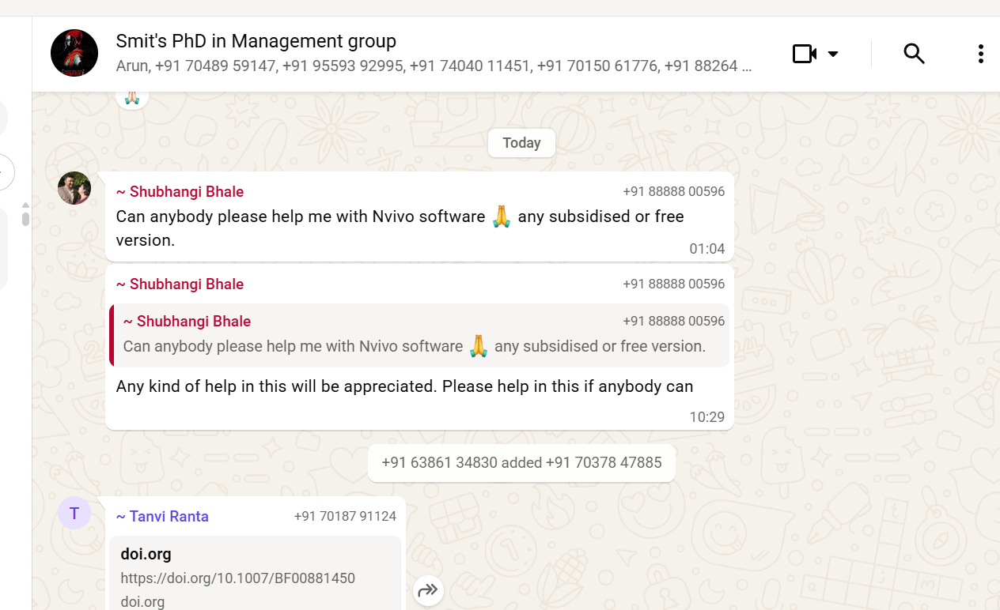 Smit's PhD in Management group
Arun, +91 70489 59147, +91 95593 92995, +91 74040 11451, +91 70150 61776, +91 88264 ...
Today
~ Shubhangi Bhale +91 88888 00596
Can anybody please help me with Nvivo software 🙏 any subsidised or free
version.
01:04
~ Shubhangi Bhale +91 88888 00596
~ Shubhangi Bhale +91 88888 00596
Can anybody please help me with Nvivo software 🙏 any subsidised or free version.
Any kind of help in this will be appreciated. Please help in this if anybody can
10:29
+91 63861 34830 added +91 70378 47885
T
~ Tanvi Ranta +91 70187 91124
doi.org
https://doi.org/10.1007/BF00881450
doi.org